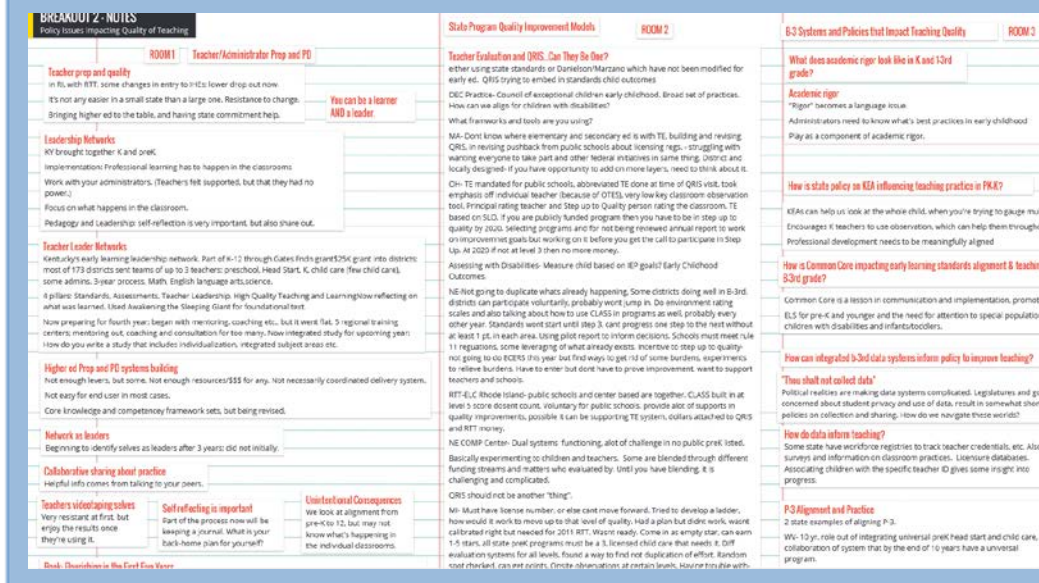 BREAKOUT 2 - NOTES
Policy Issues Impacting Quality of Teaching
ROOM 1
Teacher/Administrator Prep and PD
Teacher prep and quality
In RI, with RTT, some changes in entry to IHEs: lower drop out now.
It's not any easier in a small state than a large one. Resistance to change.
Bringing higher ed to the table, and having state commitment help.
You can be a learner
AND a leader
Leadership Networks
KY brought together K and preK.
Implementation: Professional learning has to happen in the classrooms
Work with your administrators. (Teachers felt supported, but that they had no
power.)
Focus on what happens in the classroom.
Pedagogy and Leadership: self-reflection is very important, but also share out.
Teacher Leader Networks
Kentucky's early learning leadership network. Part of K-12 through Gates finds grant$25K grant into districts:
most of 173 districts sent teams of up to 3 teachers: preschool, Head Start, K, child care (few child care),
some admins. 3-year process. Math, English language arts,science.
4 pillars: Standards, Assessments, Teacher Leadership, High Quality Teaching and LearningNow reflecting on
what was learned. Used Awakening the Sleeping Giant for foundational text.
Now preparing for fourth year: began with mentoring, coaching etc., but it went flat. 5 regional training
centers; mentoring out, coaching and consultation for too many. Now integrated study for upcoming year:
How do you write a study that includes individualization, integrated subject areas etc.
Higher ed Prep and PD systems building
Not enough levers, but some. Not enough resources/$$$ for any. Not necessarily coordinated delivery system.
Not easy for end user in most cases.
Core knowledge and competencey framework sets, but being revised.
Network as leaders
Beginning to identify selves as leaders after 3 years: did not initially.
Collaborative sharing about practice
Helpful info comes from talking to your peers.
Teachers videotaping selves
Very resistant at first, but
enjoy the results once
they're using it.
Self reflecting is important
Part of the process now will be
keeping a journal. What is your
back-home plan for yourself?
Unintentional Consequences
We look at alignment from
pre-K to 12, but may not
know what's happening in
the individual classrooms.
Book: Flourishing in the First Five Years
State Program Quality Improvement Models
ROOM 2
Teacher Evaluation and QRIS...Can They Be One?
either using state standards or Danielson/Marzano which have not been modified for
early ed. QRIS trying to embed in standards child outcomes
DEC Practice- Council of exceptional children early childhood. Broad set of practices.
How can we align for children with disabilities?
What framworks and tools are you using?
MA- Dont know where elementary and secondary ed is with TE, building and revising
QRIS, in revising pushback from public schools about licensing regs. - struggling with
wanting everyone to take part and other federal initiatives in same thing. District and
locally designed- if you have opportunity to add on more layers, need to think about it.
OH- TE mandated for public schools, abbreviated TE done at time of QRIS visit. took
emphasis off individual teacher (because of OTES), very low key classroom observation
tool. Principal rating teacher and Step up to Quality person rating the classroom. TE
based on SLO. If you are publicly funded program then you have to be in step up to
quality by 2020. selecting programs and for not being reviewed annual report to work
on improvemnet goals but working on it before you get the call to participate in Step
Up. At 2020 if not at level 3 then no more money.
Assessing with Disabilities- Measure child based on IEP goals? Early Childhood
Outcomes.
NE-Not going to duplicate whats already happening, Some districts doing well in B-3rd.
districts can participate voluntarily, probably wont jump in. Do environment rating
scales and also talking about how to use CLASS in programs as well, probably every
other year. Standards wont start until step 3. cant progress one step to the next without
at least 1 pt. in each area. Using pilot report to inform decisions. Schools must meet rule
11 reguations, some leveraging of what already exists. Incentive to step up to quality-
not going to do ECERS this year but find ways to get rid of some burdens, experiments
to relieve burdens. Have to enter but dont have to prove improvement. want to support
teachers and schools.
RTT-ELC Rhode Island- public schools and center based are together. CLASS built in at
level 5 score dosent count. Voluntary for public schools. provide alot of supports in
quality improvements, possible it can be supporting TE system, dollars attached to QRIS
and RTT money.
NE COMP Center- Dual systems functioning, alot of challenge in no public preK listed.
Basically experimenting to children and teachers. Some are blended through different
funding streams and matters who evaluated by. Until you have blending, it is
challenging and complicated.
QRIS should not be another "thing".
MI- Must have license number, or else cant move forward. Tried to develop a ladder,
how would it work to move up to that level of quality. Had a plan but didnt work, wasnt
calibrated right but needed for 2011 RTT. Wasnt ready. Come in as empty star, can earn
1-5 stars, all state preK programs must be a 3, licensed child care that needs it. Diff
evaluation systems for all levels. found a way to find not duplication of effort. Random
spot checked, can get points. Onsite observations at certain levels. Having trouble with-
B-3 Systems and Policies that Impact Teaching Quality
ROOM 3
What does academic rigor look like in K and 13rd
grade?
Academic rigor
"Rigor" becomes a language issue.
Administrators need to know what's best practices in early childhood
Play as a component of academic rigor.
How is state policy on KEA influencing teaching practice in PK-K?
KEAs can help us look at the whole child, when you're trying to gauge
Encourages K teachers to use observation, which can help them
Professional development needs to be meaningfully aligned
How is Common Core impacting early learning standards alignment &
B-3rd grade?
Common Core is a lesson in communication and implementation,
ELS for pre-K and younger and the need for attention to special
children with disabilities and infants/toddlers.
How can integrated b-3rd data systems inform policy to improve teaching?
"Thou shalt not collect data"
Political realities are making data systems complicated. Legislatures and
concerned about student privacy and use of data, result in somewhat
policies on collection and sharing. How do we navigate these worlds?
How do data inform teaching?
Some state have workforce registries to track teacher credentials, etc.
surveys and information on classroom practices. Licensure databases.
Associating children with the specific teacher ID gives some insight into
progress.
P-3 Alignment and Practice
2 state examples of aligning P-3.
WV- 10 yr. role out of integrating universal preK head start and child care,
collaboration of system that by the end of 10 years have a universal
program.